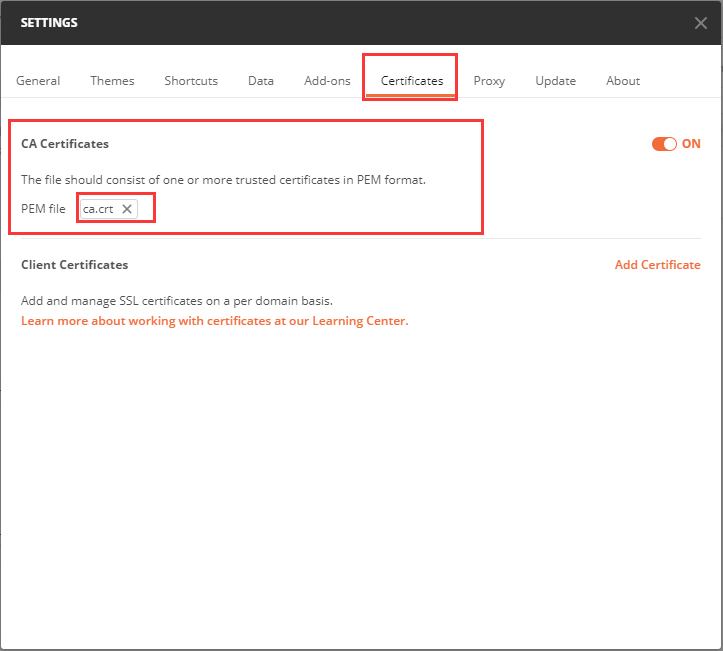 SETTINGS
General Themes Shortcuts Data Add-ons Certificates Proxy Update About
CA Certificates ON
The file should consist of one or more trusted certificates in PEM format.
PEM file ca.crt
Client Certificates Add Certificate
Add and manage SSL certificates on a per domain basis.
Learn more about working with certificates at our Learning Center.